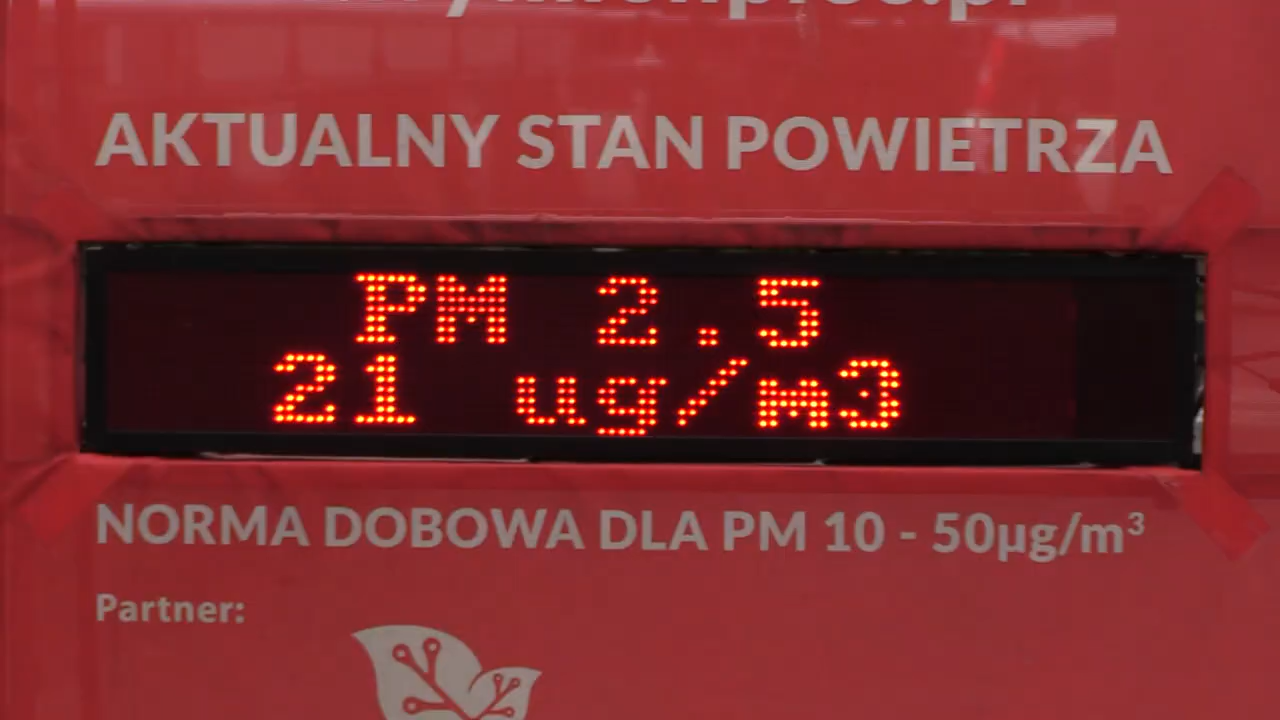 AKTUALNY STAN POWIETRZA
PM 2.5
21 ug/m3
NORMA DOBOWA DLA PM 10 - 50µg/m³
Partner: